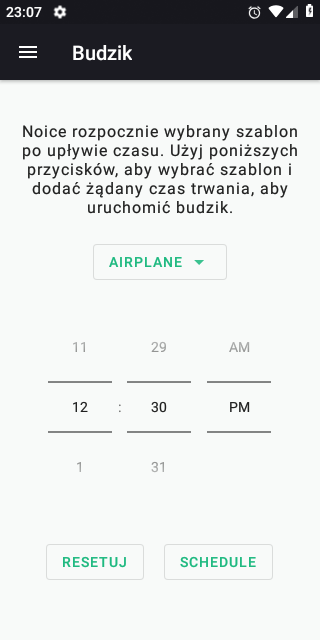 23:07
Budzik
Noice rozpocznie wybrany szablon
po upływie czasu. Użyj poniższych
przycisków, aby wybrać szablon i
dodać żądany czas trwania, aby
uruchomić budzik.
AIRPLANE
11 29 AM
12 : 30 PM
1 31
RESETUJ SCHEDULE